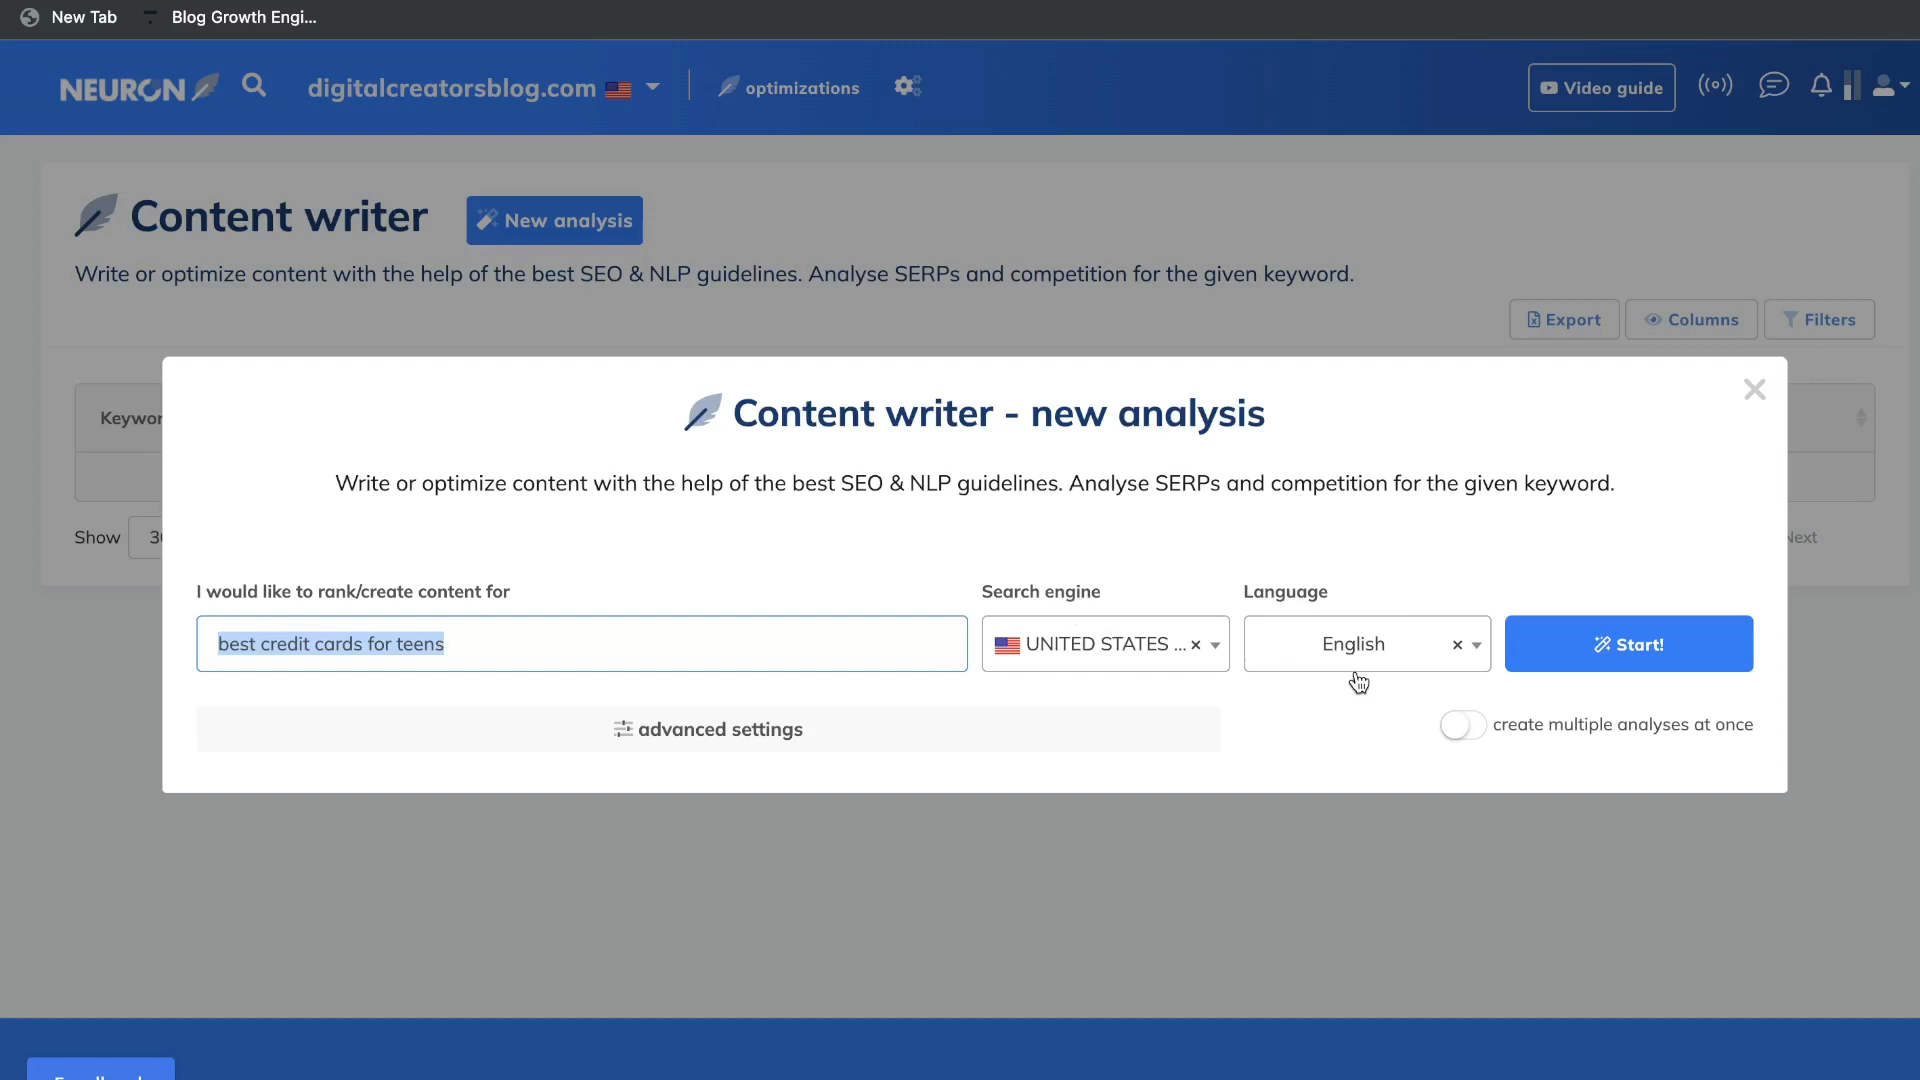 New Tab
Blog Growth Engi...
NEURON
digitalcreatorsblog.com
optimizations
Video guide
Content writer
New analysis
Write or optimize content with the help of the best SEO & NLP guidelines. Analyse SERPs and competition for the given keyword.
Export
Columns
Filters
Keywor
Content writer - new analysis
Write or optimize content with the help of the best SEO & NLP guidelines. Analyse SERPs and competition for the given keyword.
Show
Next
I would like to rank/create content for
Search engine
Language
best credit cards for teens
UNITED STATES ...
English
Start!
advanced settings
create multiple analyses at once